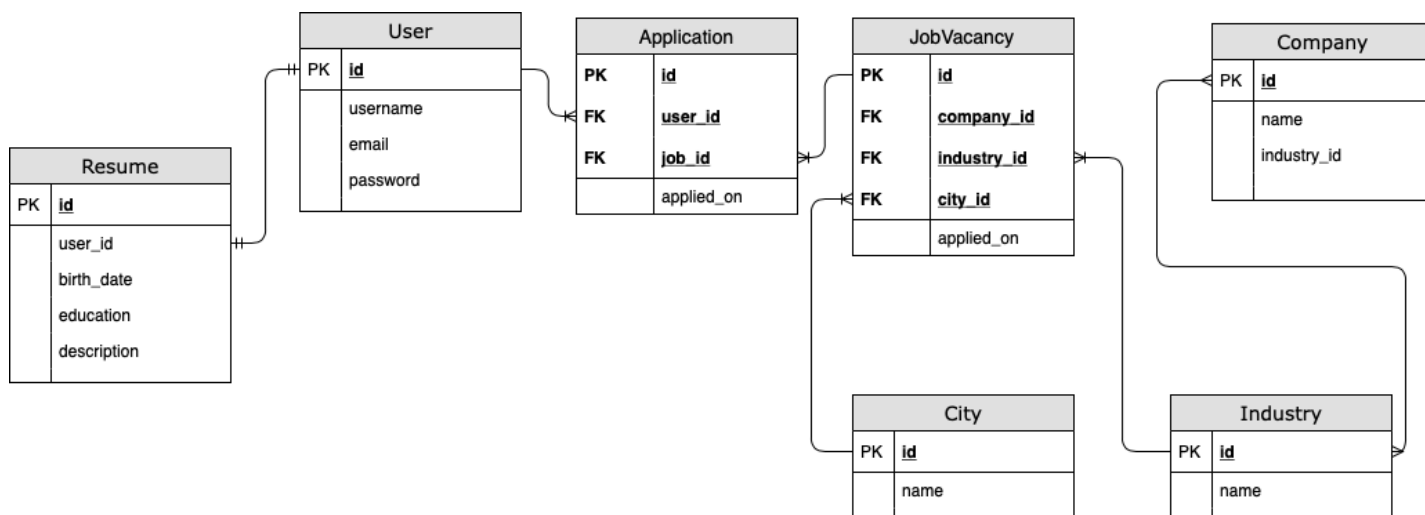 User
PK id
username
email
password
Application
PK id
FK user_id
FK job_id
applied_on
JobVacancy
PK id
FK company_id
FK industry_id
FK city_id
applied_on
Company
PK id
name
industry_id
Resume
PK id
user_id
birth_date
education
description
City
PK id
name
Industry
PK id
name